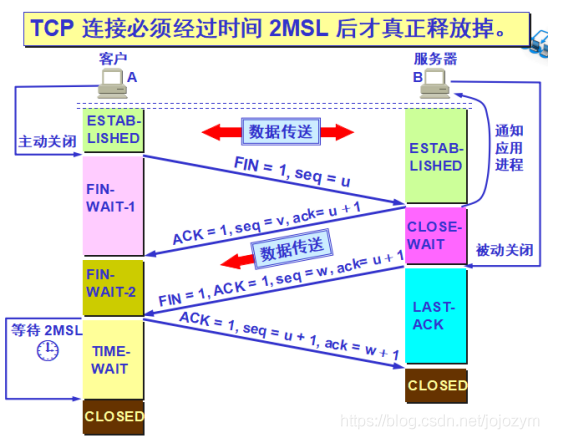 TCP 连接必须经过时间 2MSL 后才真正释放掉。
客户
A
服务器
B
主动关闭
ESTAB-
LISHED
数据传送
ESTAB-
LISHED
通知
应用
进程
FIN = 1, seq = u
FIN-
WAIT-1
ACK = 1, seq = v, ack= u + 1
CLOSE-
WAIT
数据传送
被动关闭
FIN-
WAIT-2
FIN = 1, ACK = 1, seq = w, ack= u + 1
LAST-
ACK
等待 2MSL
ACK = 1, seq = u + 1, ack = w + 1
TIME-
WAIT
CLOSED
CLOSED
https://blog.csdn.net/jojozym